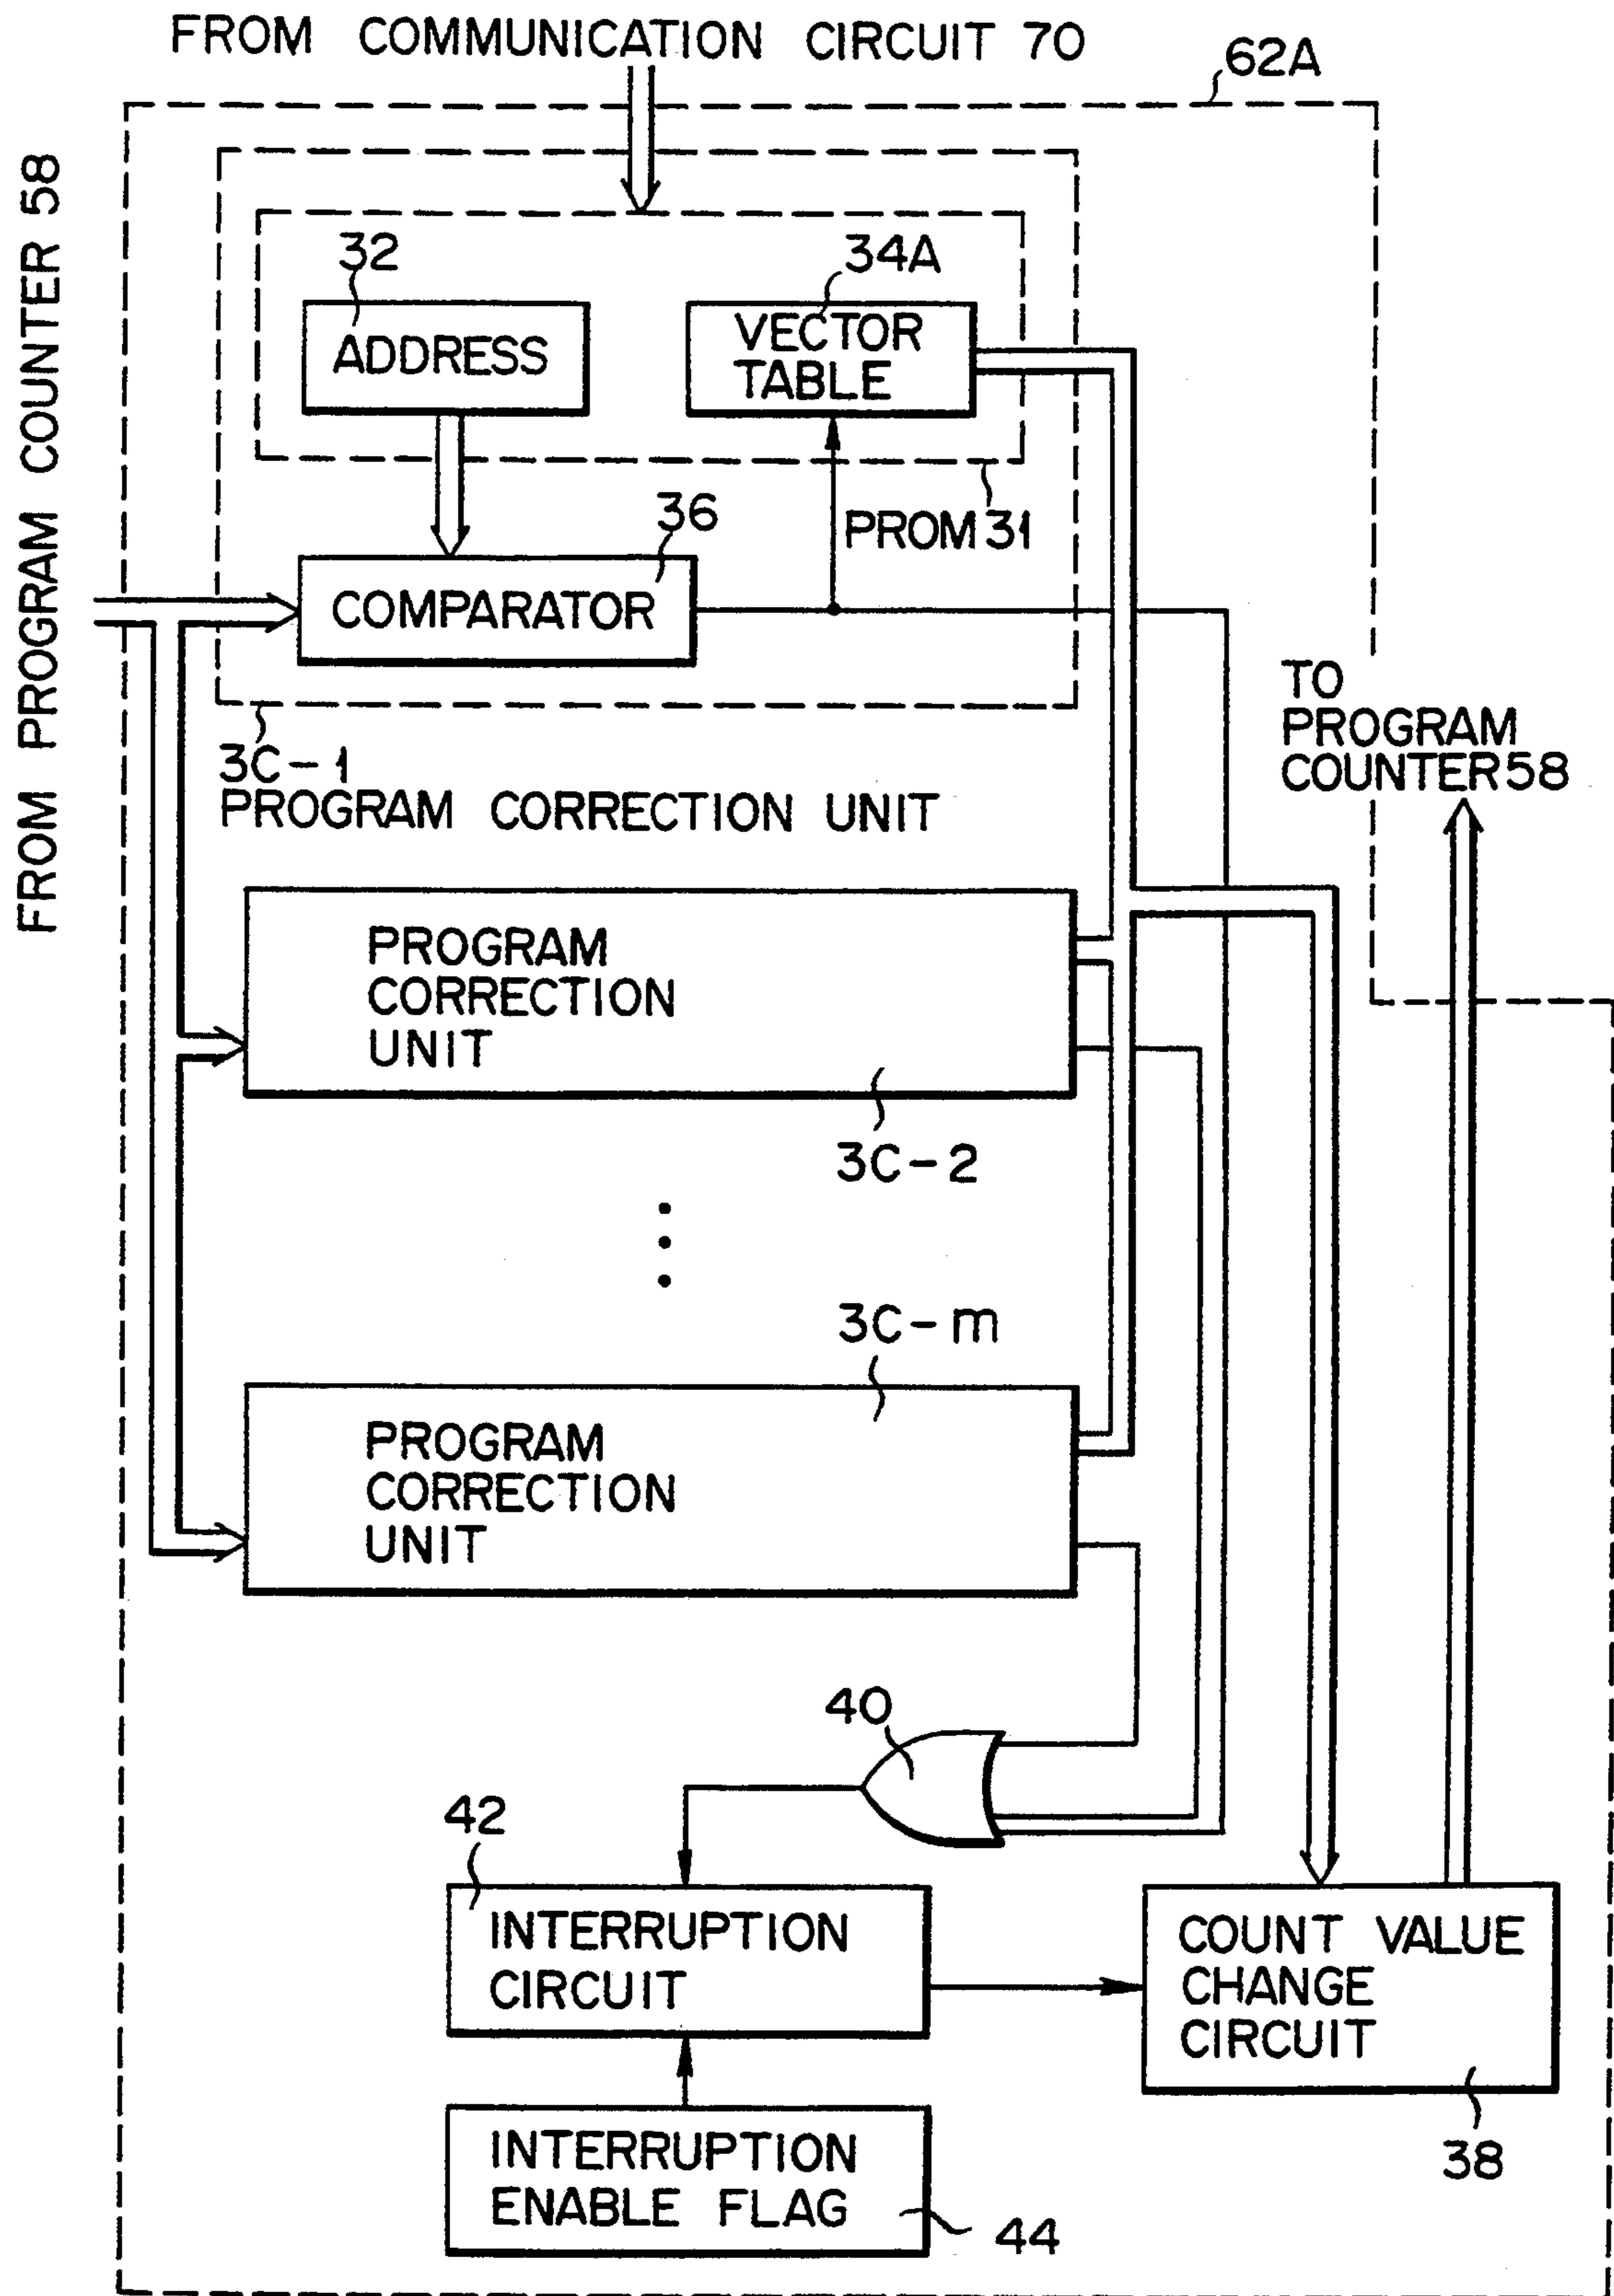 FROM COMMUNICATION CIRCUIT 70
62A
FROM PROGRAM COUNTER 58
32
34A
ADDRESS
VECTOR
TABLE
36
PROM 31
COMPARATOR
TO
PROGRAM
COUNTER 58
3C-1
PROGRAM CORRECTION UNIT
PROGRAM
CORRECTION
UNIT
3C-2
3C-m
PROGRAM
CORRECTION
UNIT
40
42
INTERRUPTION
CIRCUIT
COUNT VALUE
CHANGE
CIRCUIT
38
INTERRUPTION
ENABLE FLAG
44